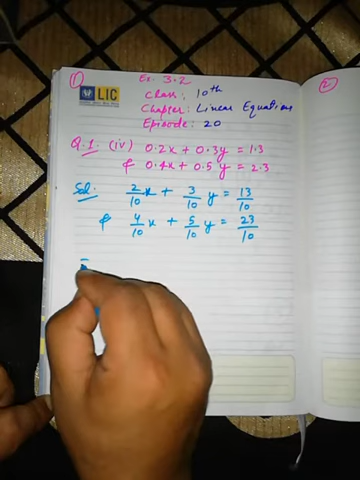 ① Ex. 3.2 ②
LIC Class: 10th
Chapter: Linear Equations
Episode: 20
Q.1. (iv) 0.2x + 0.3y = 1.3
& 0.4x + 0.5y = 2.3
Sol. 2/10 x + 3/10 y = 13/10
& 4/10 x + 5/10 y = 23/10